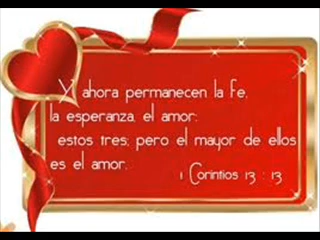 Y ahora permanecen la fe,
la esperanza, el amor:
estos tres; pero el mayor de ellos
es el amor.
1 Corintios 13 : 13